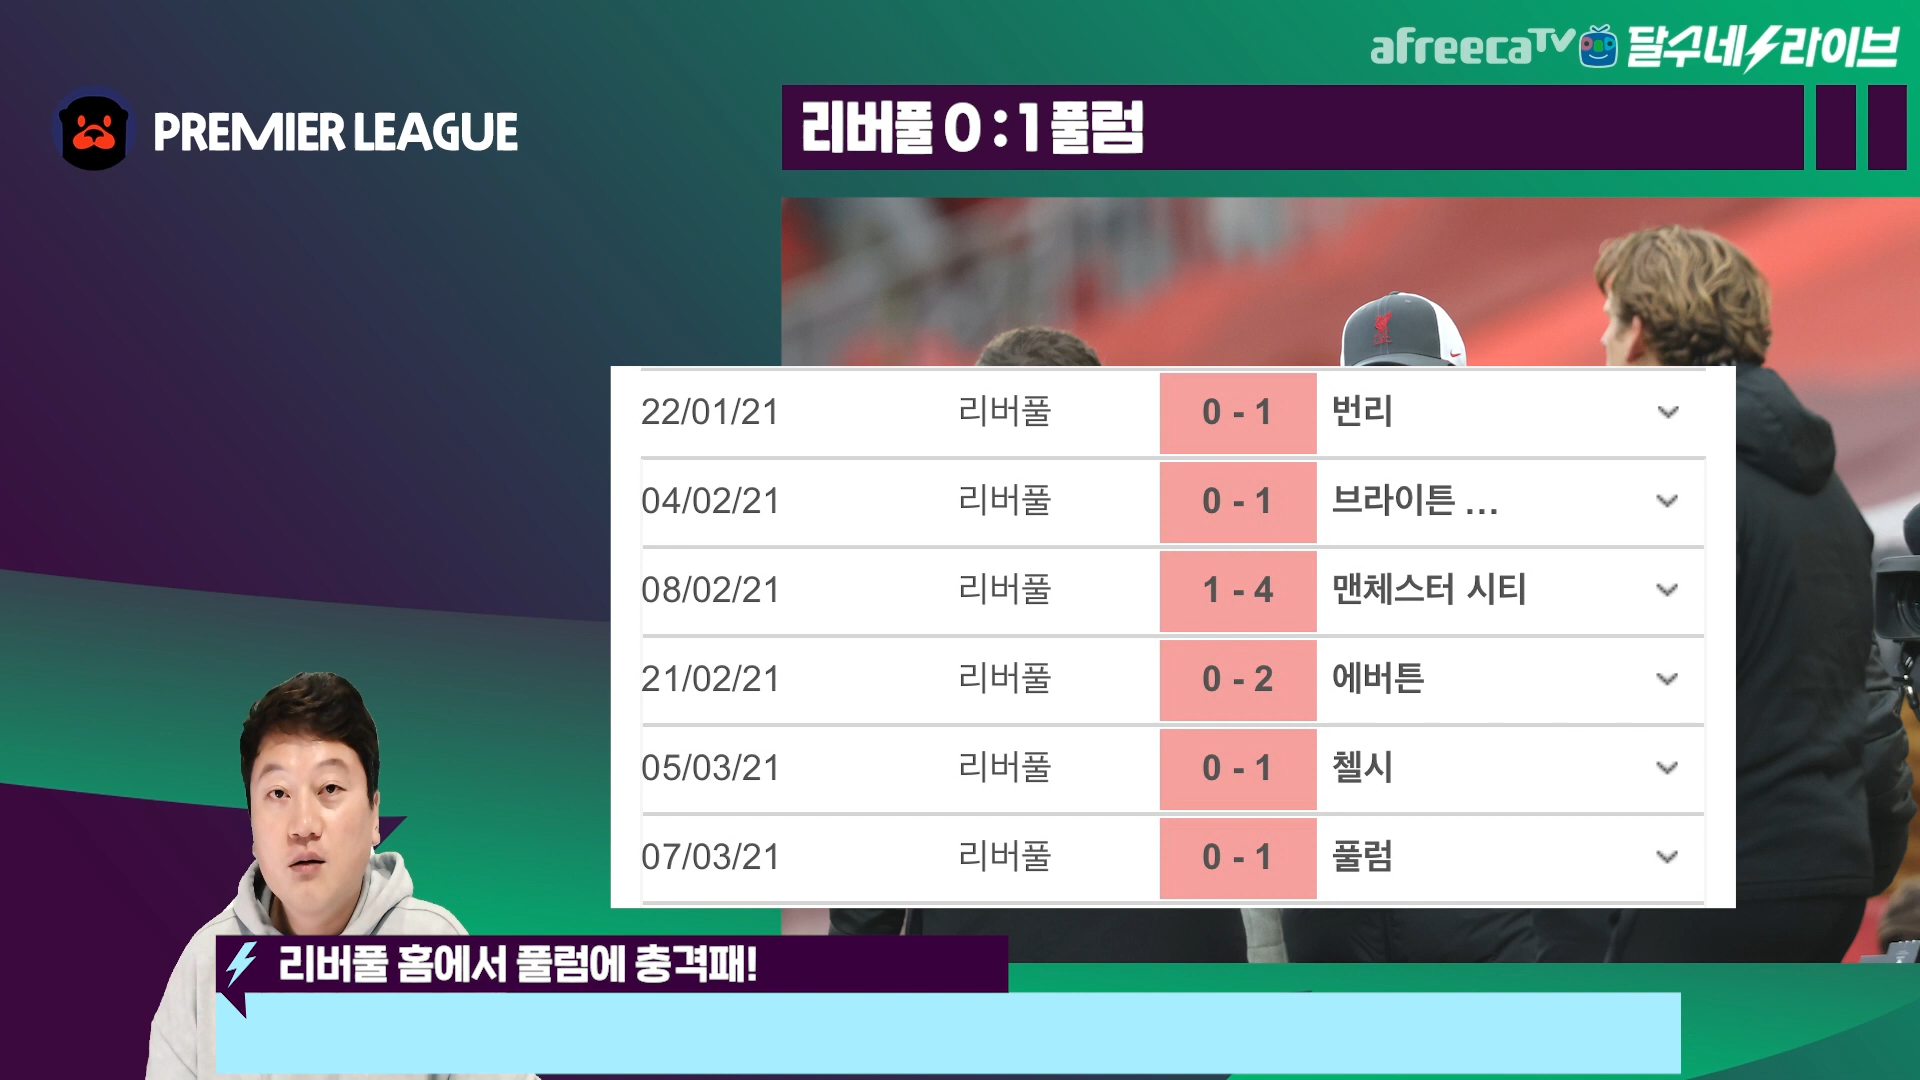 afreecaTV 달수네라이브
PREMIER LEAGUE
리버풀 0 : 1 풀럼
22/01/21 리버풀 0 - 1 번리
04/02/21 리버풀 0 - 1 브라이튼 ...
08/02/21 리버풀 1 - 4 맨체스터 시티
21/02/21 리버풀 0 - 2 에버튼
05/03/21 리버풀 0 - 1 첼시
07/03/21 리버풀 0 - 1 풀럼
리버풀 홈에서 풀럼에 충격패!